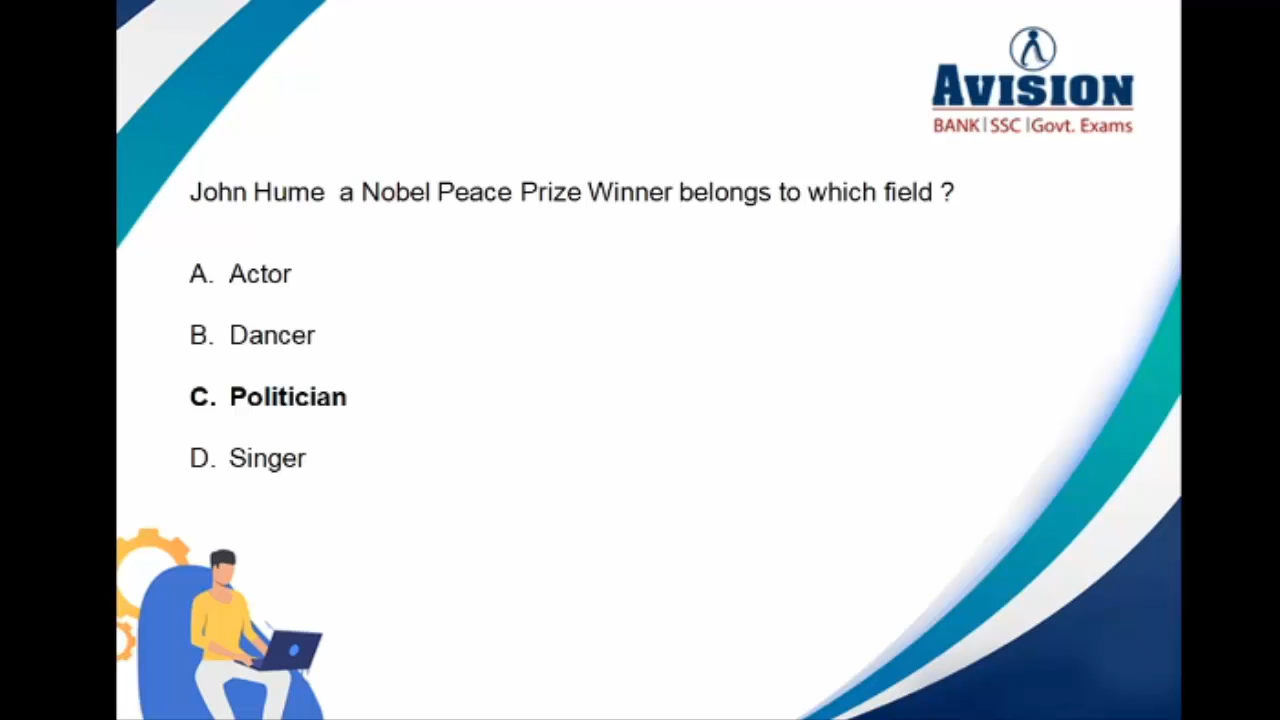 AVISION
BANK | SSC | Govt. Exams
John Hume a Nobel Peace Prize Winner belongs to which field ?
A. Actor
B. Dancer
C. Politician
D. Singer